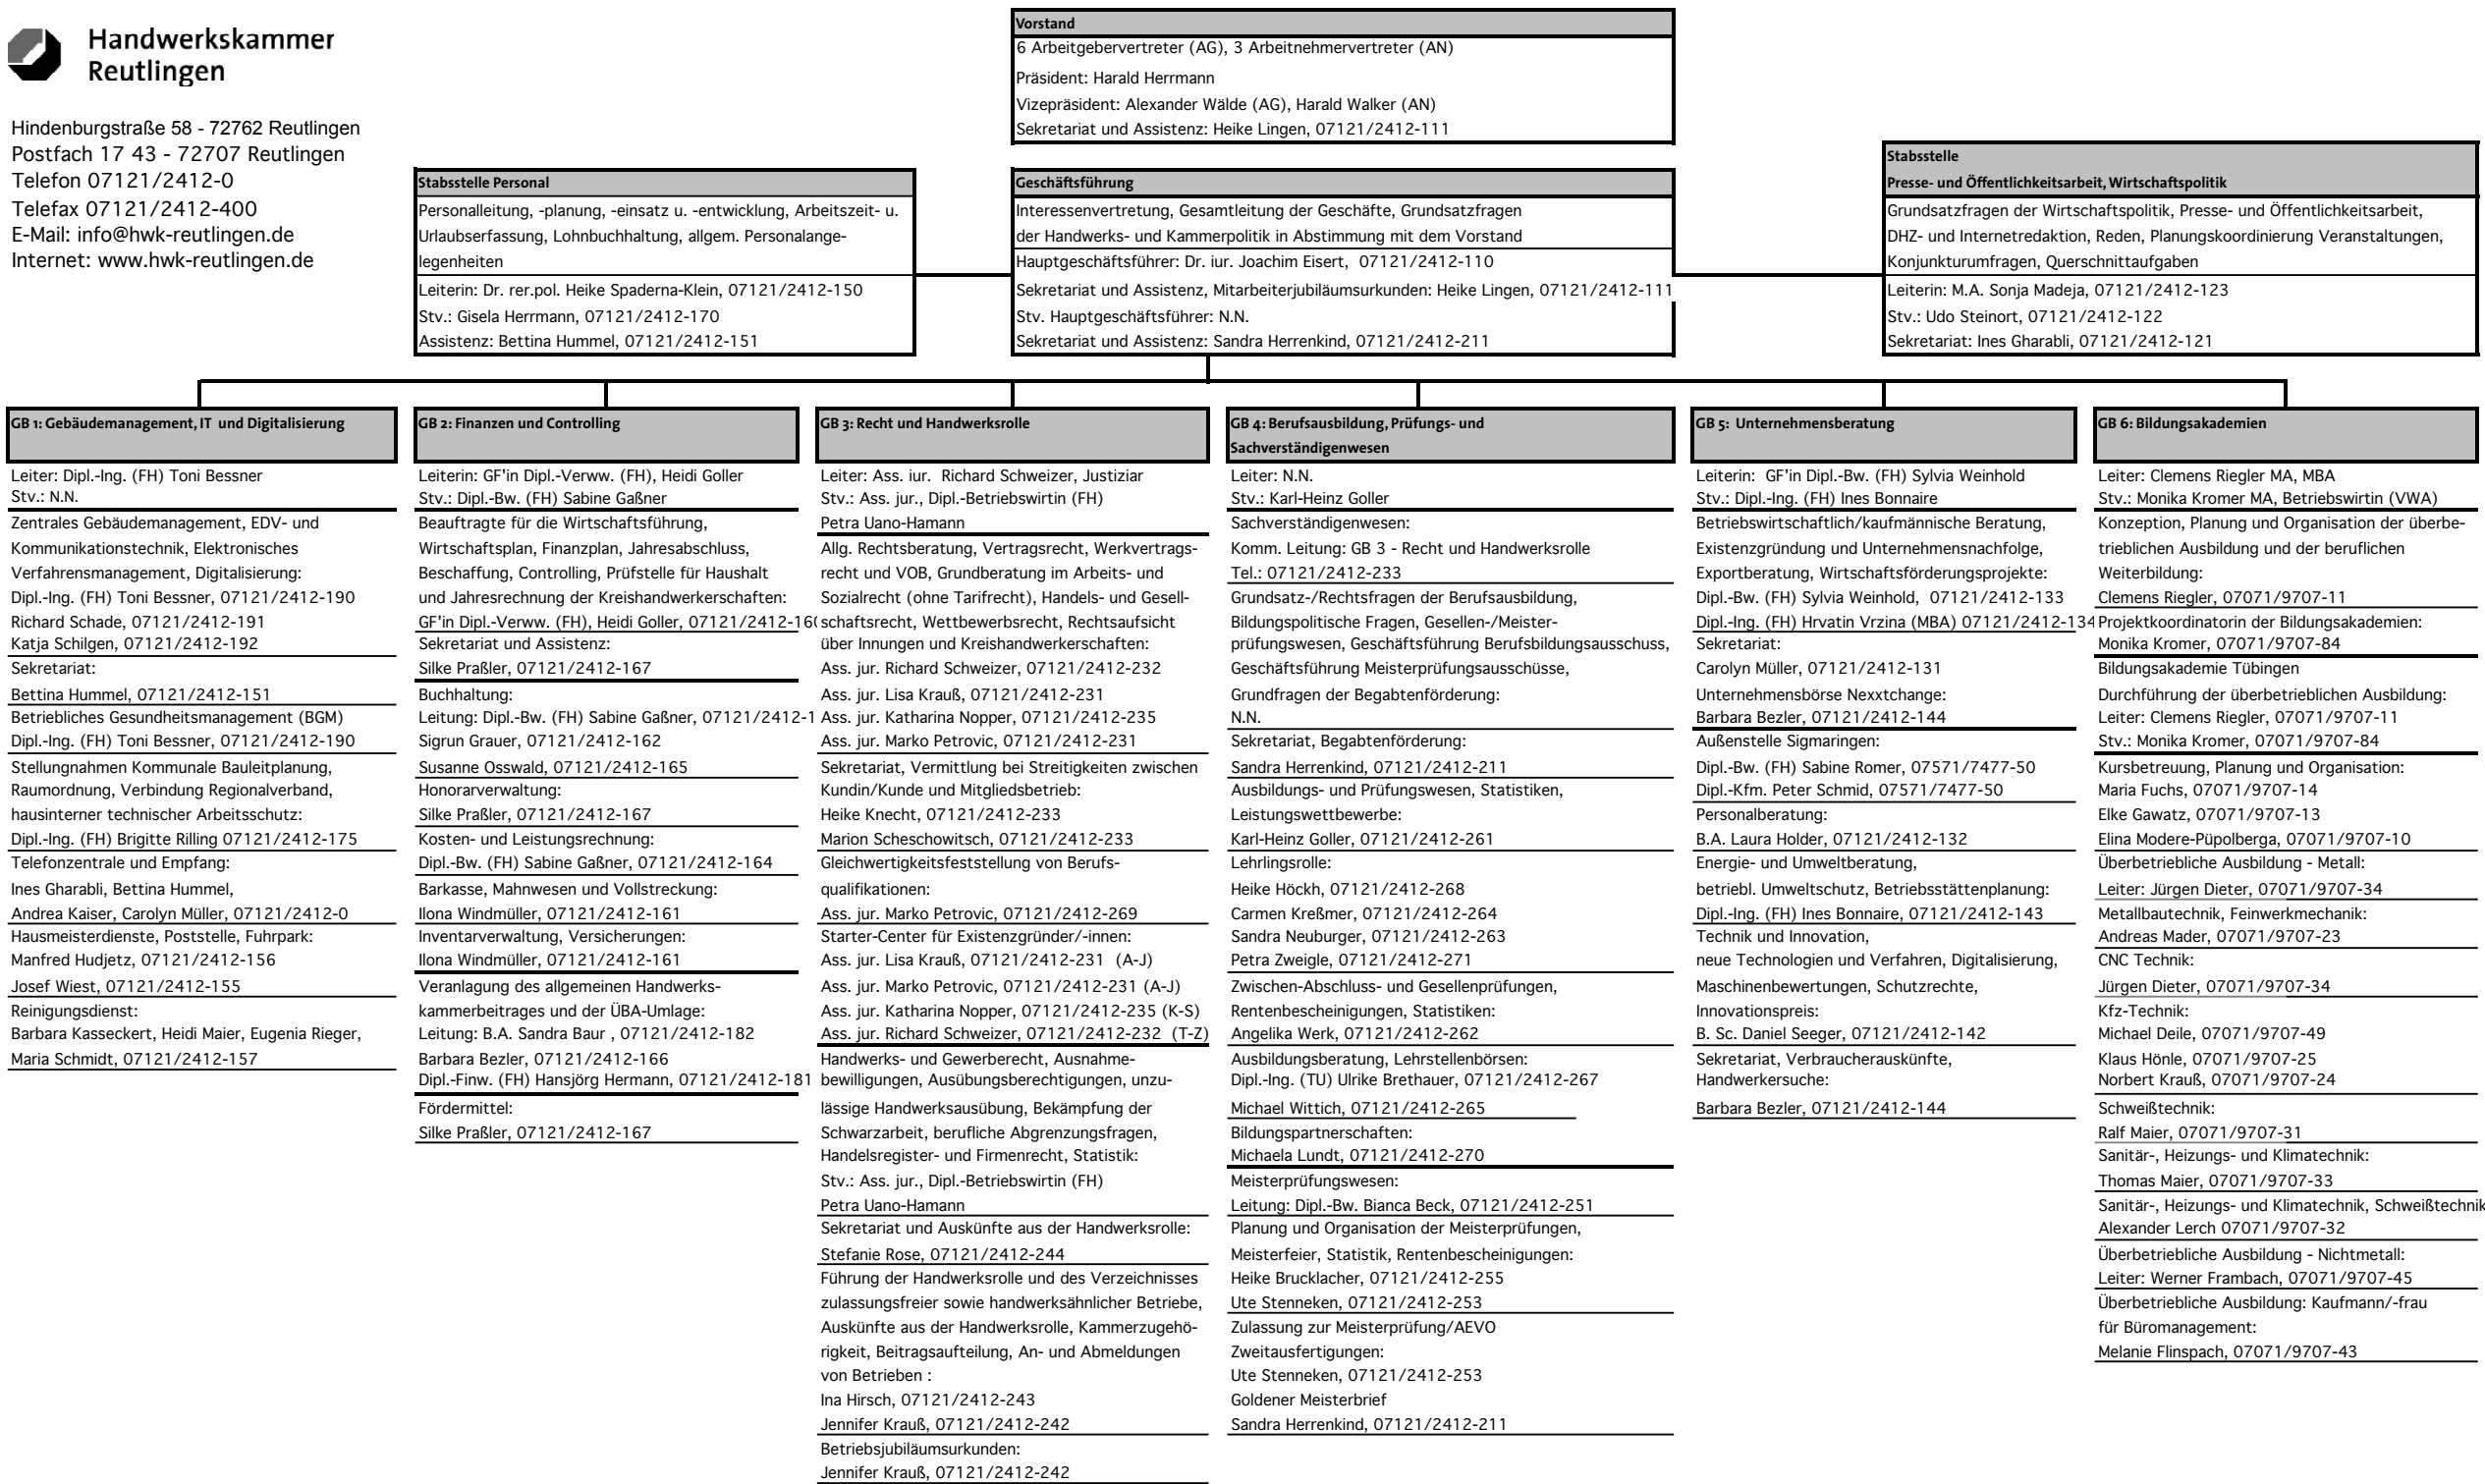 Handwerkskammer
Reutlingen
Hindenburgstraße 58 - 72762 Reutlingen
Postfach 17 43 - 72707 Reutlingen
Telefon 07121/2412-0
Telefax 07121/2412-400
E-Mail: info@hwk-reutlingen.de
Internet: www.hwk-reutlingen.de
Vorstand
6 Arbeitgebervertreter (AG), 3 Arbeitnehmervertreter (AN)
Präsident: Harald Herrmann
Vizepräsident: Alexander Wälde (AG), Harald Walker (AN)
Sekretariat und Assistenz: Heike Lingen, 07121/2412-111
Stabsstelle Personal
Personalleitung, -planung, -einsatz u. -entwicklung, Arbeitszeit- u.
Urlaubserfassung, Lohnbuchhaltung, allgem. Personalange-
legenheiten
Leiterin: Dr. rer.pol. Heike Spaderna-Klein, 07121/2412-150
Stv.: Gisela Herrmann, 07121/2412-170
Assistenz: Bettina Hummel, 07121/2412-151
Geschäftsführung
Interessenvertretung, Gesamtleitung der Geschäfte, Grundsatzfragen
der Handwerks- und Kammerpolitik in Abstimmung mit dem Vorstand
Hauptgeschäftsführer: Dr. iur. Joachim Eisert, 07121/2412-110
Sekretariat und Assistenz, Mitarbeiterjubiläumsurkunden: Heike Lingen, 07121/2412-111
Stv. Hauptgeschäftsführer: N.N.
Sekretariat und Assistenz: Sandra Herrenkind, 07121/2412-211
Stabsstelle
Presse- und Öffentlichkeitsarbeit, Wirtschaftspolitik
Grundsatzfragen der Wirtschaftspolitik, Presse- und Öffentlichkeitsarbeit,
DHZ- und Internetredaktion, Reden, Planungskoordinierung Veranstaltungen,
Konjunkturumfragen, Querschnittaufgaben
Leiterin: M.A. Sonja Madeja, 07121/2412-123
Stv.: Udo Steinort, 07121/2412-122
Sekretariat: Ines Gharabli, 07121/2412-121
GB 1: Gebäudemanagement, IT und Digitalisierung
Leiter: Dipl.-Ing. (FH) Toni Bessner
Stv.: N.N.
Zentrales Gebäudemanagement, EDV- und
Kommunikationstechnik, Elektronisches
Verfahrensmanagement, Digitalisierung:
Dipl.-Ing. (FH) Toni Bessner, 07121/2412-190
Richard Schade, 07121/2412-191
Katja Schilgen, 07121/2412-192
Sekretariat:
Bettina Hummel, 07121/2412-151
Betriebliches Gesundheitsmanagement (BGM)
Dipl.-Ing. (FH) Toni Bessner, 07121/2412-190
Stellungnahmen Kommunale Bauleitplanung,
Raumordnung, Verbindung Regionalverband,
hausinterner technischer Arbeitsschutz:
Dipl.-Ing. (FH) Brigitte Rilling 07121/2412-175
Telefonzentrale und Empfang:
Ines Gharabli, Bettina Hummel,
Andrea Kaiser, Carolyn Müller, 07121/2412-0
Hausmeisterdienste, Poststelle, Fuhrpark:
Manfred Hudjetz, 07121/2412-156
Josef Wiest, 07121/2412-155
Reinigungsdienst:
Barbara Kasseckert, Heidi Maier, Eugenia Rieger,
Maria Schmidt, 07121/2412-157
GB 2: Finanzen und Controlling
Leiterin: GF'in Dipl.-Verww. (FH), Heidi Goller
Stv.: Dipl.-Bw. (FH) Sabine Gaßner
Beauftragte für die Wirtschaftsführung,
Wirtschaftsplan, Finanzplan, Jahresabschluss,
Beschaffung, Controlling, Prüfstelle für Haushalt
und Jahresrechnung der Kreishandwerkerschaften:
GF'in Dipl.-Verww. (FH), Heidi Goller, 07121/2412-160
Sekretariat und Assistenz:
Silke Praßler, 07121/2412-167
Buchhaltung:
Leitung: Dipl.-Bw. (FH) Sabine Gaßner, 07121/2412-1
Sigrun Grauer, 07121/2412-162
Susanne Osswald, 07121/2412-165
Honorarverwaltung:
Silke Praßler, 07121/2412-167
Kosten- und Leistungsrechnung:
Dipl.-Bw. (FH) Sabine Gaßner, 07121/2412-164
Barkasse, Mahnwesen und Vollstreckung:
Ilona Windmüller, 07121/2412-161
Inventarverwaltung, Versicherungen:
Ilona Windmüller, 07121/2412-161
Veranlagung des allgemeinen Handwerks-
kammerbeitrages und der ÜBA-Umlage:
Leitung: B.A. Sandra Baur , 07121/2412-182
Barbara Bezler, 07121/2412-166
Dipl.-Finw. (FH) Hansjörg Hermann, 07121/2412-181
Fördermittel:
Silke Praßler, 07121/2412-167
GB 3: Recht und Handwerksrolle
Leiter: Ass. iur. Richard Schweizer, Justiziar
Stv.: Ass. jur., Dipl.-Betriebswirtin (FH)
Petra Uano-Hamann
Allg. Rechtsberatung, Vertragsrecht, Werkvertrags-
recht und VOB, Grundberatung im Arbeits- und
Sozialrecht (ohne Tarifrecht), Handels- und Gesell-
schaftsrecht, Wettbewerbsrecht, Rechtsaufsicht
über Innungen und Kreishandwerkerschaften:
Ass. jur. Richard Schweizer, 07121/2412-232
Ass. jur. Lisa Krauß, 07121/2412-231
Ass. jur. Katharina Nopper, 07121/2412-235
Ass. jur. Marko Petrovic, 07121/2412-231
Sekretariat, Vermittlung bei Streitigkeiten zwischen
Kundin/Kunde und Mitgliedsbetrieb:
Heike Knecht, 07121/2412-233
Marion Scheschowitsch, 07121/2412-233
Gleichwertigkeitsfeststellung von Berufs-
qualifikationen:
Ass. jur. Marko Petrovic, 07121/2412-269
Starter-Center für Existenzgründer/-innen:
Ass. jur. Lisa Krauß, 07121/2412-231 (A-J)
Ass. jur. Marko Petrovic, 07121/2412-231 (A-J)
Ass. jur. Katharina Nopper, 07121/2412-235 (K-S)
Ass. jur. Richard Schweizer, 07121/2412-232 (T-Z)
Handwerks- und Gewerberecht, Ausnahme-
bewilligungen, Ausübungsberechtigungen, unzu-
lässige Handwerksausübung, Bekämpfung der
Schwarzarbeit, berufliche Abgrenzungsfragen,
Handelsregister- und Firmenrecht, Statistik:
Stv.: Ass. jur., Dipl.-Betriebswirtin (FH)
Petra Uano-Hamann
Sekretariat und Auskünfte aus der Handwerksrolle:
Stefanie Rose, 07121/2412-244
Führung der Handwerksrolle und des Verzeichnisses
zulassungsfreier sowie handwerksähnlicher Betriebe,
Auskünfte aus der Handwerksrolle, Kammerzugehö-
rigkeit, Beitragsaufteilung, An- und Abmeldungen
von Betrieben :
Ina Hirsch, 07121/2412-243
Jennifer Krauß, 07121/2412-242
Betriebsjubiläumsurkunden:
Jennifer Krauß, 07121/2412-242
GB 4: Berufsausbildung, Prüfungs- und
Sachverständigenwesen
Leiter: N.N.
Stv.: Karl-Heinz Goller
Sachverständigenwesen:
Komm. Leitung: GB 3 - Recht und Handwerksrolle
Tel.: 07121/2412-233
Grundsatz-/Rechtsfragen der Berufsausbildung,
Bildungspolitische Fragen, Gesellen-/Meister-
prüfungswesen, Geschäftsführung Berufsbildungsausschuss,
Geschäftsführung Meisterprüfungsausschüsse,
Grundfragen der Begabtenförderung:
N.N.
Sekretariat, Begabtenförderung:
Sandra Herrenkind, 07121/2412-211
Ausbildungs- und Prüfungswesen, Statistiken,
Leistungswettbewerbe:
Karl-Heinz Goller, 07121/2412-261
Lehrlingsrolle:
Heike Höckh, 07121/2412-268
Carmen Kreßmer, 07121/2412-264
Sandra Neuburger, 07121/2412-263
Petra Zweigle, 07121/2412-271
Zwischen-Abschluss- und Gesellenprüfungen,
Rentenbescheinigungen, Statistiken:
Angelika Werk, 07121/2412-262
Ausbildungsberatung, Lehrstellenbörsen:
Dipl.-Ing. (TU) Ulrike Brethauer, 07121/2412-267
Michael Wittich, 07121/2412-265
Bildungspartnerschaften:
Michaela Lundt, 07121/2412-270
Meisterprüfungswesen:
Leitung: Dipl.-Bw. Bianca Beck, 07121/2412-251
Planung und Organisation der Meisterprüfungen,
Meisterfeier, Statistik, Rentenbescheinigungen:
Heike Brucklacher, 07121/2412-255
Ute Stenneken, 07121/2412-253
Zulassung zur Meisterprüfung/AEVO
Zweitausfertigungen:
Ute Stenneken, 07121/2412-253
Goldener Meisterbrief
Sandra Herrenkind, 07121/2412-211
GB 5: Unternehmensberatung
Leiterin: GF'in Dipl.-Bw. (FH) Sylvia Weinhold
Stv.: Dipl.-Ing. (FH) Ines Bonnaire
Betriebswirtschaftlich/kaufmännische Beratung,
Existenzgründung und Unternehmensnachfolge,
Exportberatung, Wirtschaftsförderungsprojekte:
Dipl.-Bw. (FH) Sylvia Weinhold, 07121/2412-133
Dipl.-Ing. (FH) Hrvatin Vrzina (MBA) 07121/2412-134
Sekretariat:
Carolyn Müller, 07121/2412-131
Unternehmensbörse Nexxtchange:
Barbara Bezler, 07121/2412-144
Außenstelle Sigmaringen:
Dipl.-Bw. (FH) Sabine Romer, 07571/7477-50
Dipl.-Kfm. Peter Schmid, 07571/7477-50
Personalberatung:
B.A. Laura Holder, 07121/2412-132
Energie- und Umweltberatung,
betriebl. Umweltschutz, Betriebsstättenplanung:
Dipl.-Ing. (FH) Ines Bonnaire, 07121/2412-143
Technik und Innovation,
neue Technologien und Verfahren, Digitalisierung,
Maschinenbewertungen, Schutzrechte,
Innovationspreis:
B. Sc. Daniel Seeger, 07121/2412-142
Sekretariat, Verbraucherauskünfte,
Handwerkersuche:
Barbara Bezler, 07121/2412-144
GB 6: Bildungsakademien
Leiter: Clemens Riegler MA, MBA
Stv.: Monika Kromer MA, Betriebswirtin (VWA)
Konzeption, Planung und Organisation der überbe-
trieblichen Ausbildung und der beruflichen
Weiterbildung:
Clemens Riegler, 07071/9707-11
Projektkoordinatorin der Bildungsakademien:
Monika Kromer, 07071/9707-84
Bildungsakademie Tübingen
Durchführung der überbetrieblichen Ausbildung:
Leiter: Clemens Riegler, 07071/9707-11
Stv.: Monika Kromer, 07071/9707-84
Kursbetreuung, Planung und Organisation:
Maria Fuchs, 07071/9707-14
Elke Gawatz, 07071/9707-13
Elina Modere-Püpolberga, 07071/9707-10
Überbetriebliche Ausbildung - Metall:
Leiter: Jürgen Dieter, 07071/9707-34
Metallbautechnik, Feinwerkmechanik:
Andreas Mader, 07071/9707-23
CNC Technik:
Jürgen Dieter, 07071/9707-34
Kfz-Technik:
Michael Deile, 07071/9707-49
Klaus Hönle, 07071/9707-25
Norbert Krauß, 07071/9707-24
Schweißtechnik:
Ralf Maier, 07071/9707-31
Sanitär-, Heizungs- und Klimatechnik:
Thomas Maier, 07071/9707-33
Sanitär-, Heizungs- und Klimatechnik, Schweißtechnik
Alexander Lerch 07071/9707-32
Überbetriebliche Ausbildung - Nichtmetall:
Leiter: Werner Frambach, 07071/9707-45
Überbetriebliche Ausbildung: Kaufmann/-frau
für Büromanagement:
Melanie Flinspach, 07071/9707-43